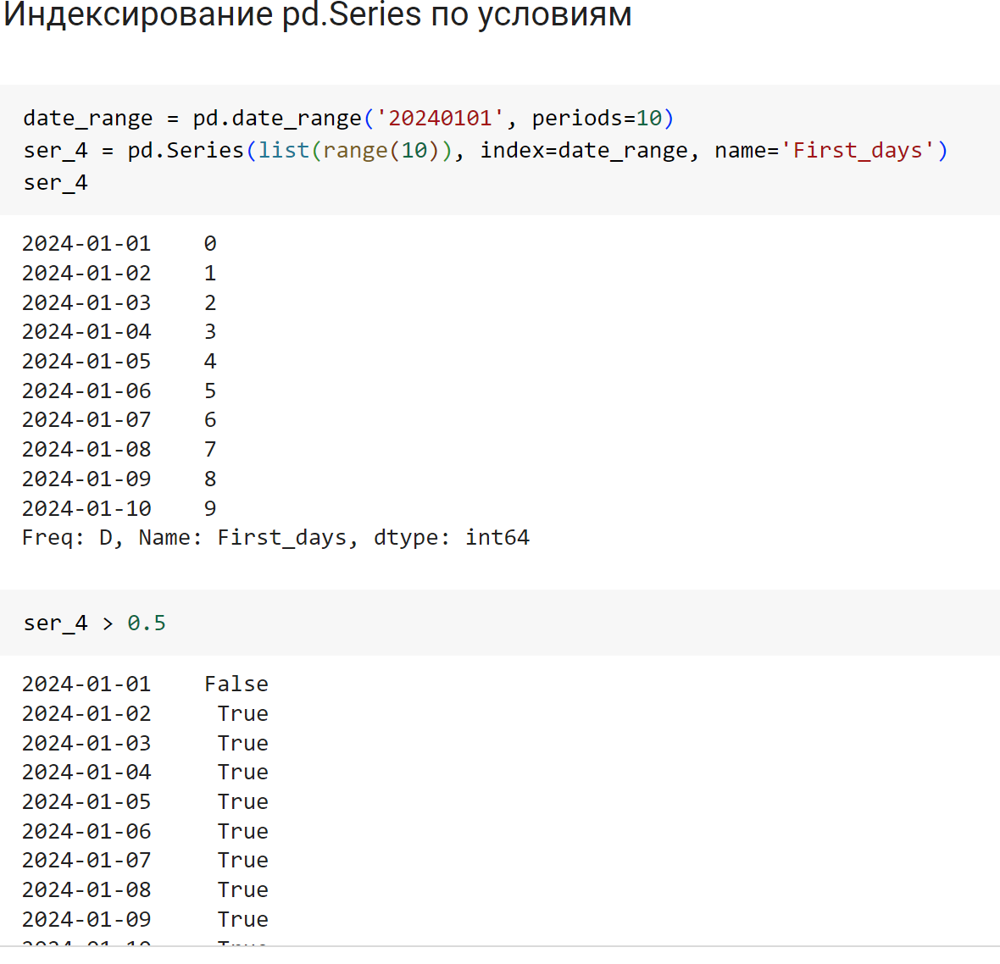 Индексирование pd.Series по условиям
date_range = pd.date_range('20240101', periods=10)
ser_4 = pd.Series(list(range(10)), index=date_range, name='First_days')
ser_4
2024-01-01    0
2024-01-02    1
2024-01-03    2
2024-01-04    3
2024-01-05    4
2024-01-06    5
2024-01-07    6
2024-01-08    7
2024-01-09    8
2024-01-10    9
Freq: D, Name: First_days, dtype: int64
ser_4 > 0.5
2024-01-01    False
2024-01-02     True
2024-01-03     True
2024-01-04     True
2024-01-05     True
2024-01-06     True
2024-01-07     True
2024-01-08     True
2024-01-09     True
2024-01-10     True